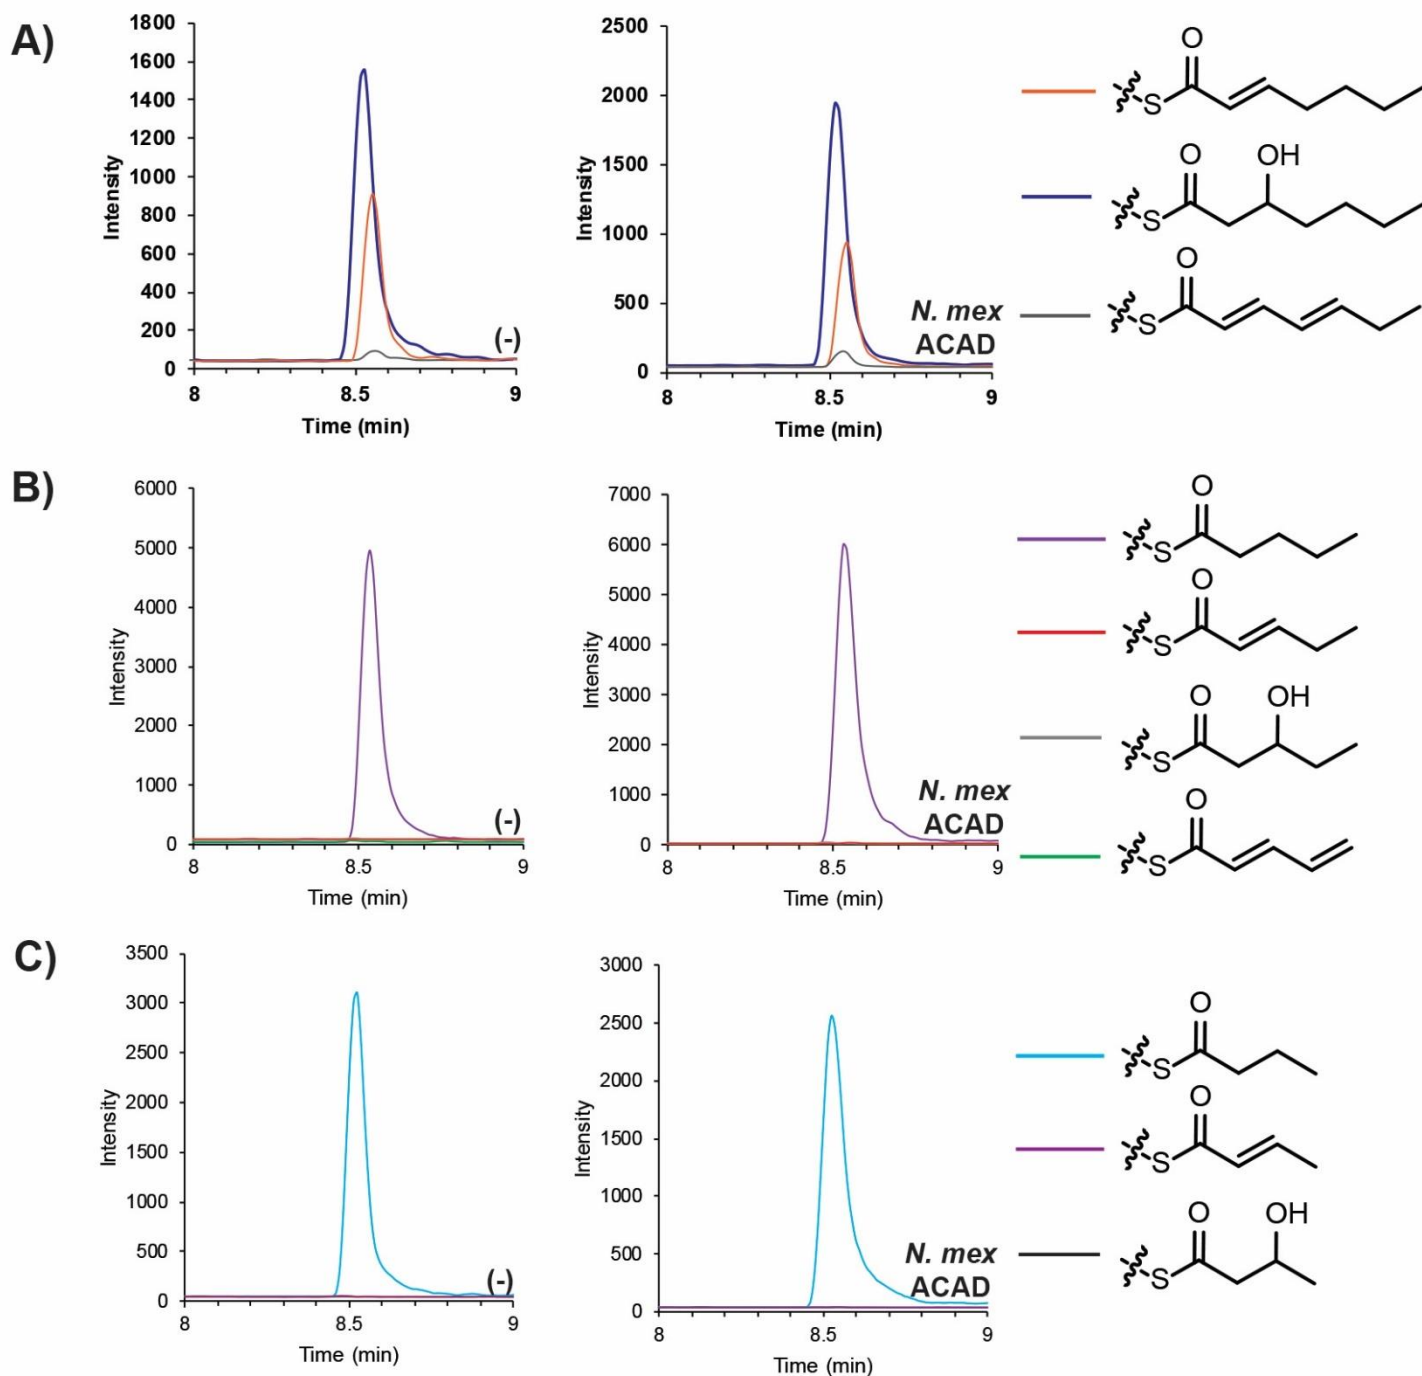 A)
1800
1600
1400
1200
1000
800
600
400
200
0
Intensity
8
8.5
9
Time (min)
(-)
2500
2000
1500
1000
500
0
Intensity
8
8.5
9
Time (min)
N. mex
ACAD
O
S
O
OH
S
O
S
B)
6000
5000
4000
3000
2000
1000
0
Intensity
8
8.5
9
Time (min)
(-)
7000
6000
5000
4000
3000
2000
1000
0
Intensity
8
8.5
9
Time (min)
N. mex
ACAD
O
S
O
S
O
OH
S
O
S
C)
3500
3000
2500
2000
1500
1000
500
0
Intensity
8
8.5
9
Time (min)
(-)
3000
2500
2000
1500
1000
500
0
Intensity
8
8.5
9
Time (min)
N. mex
ACAD
O
S
O
S
O
OH
S